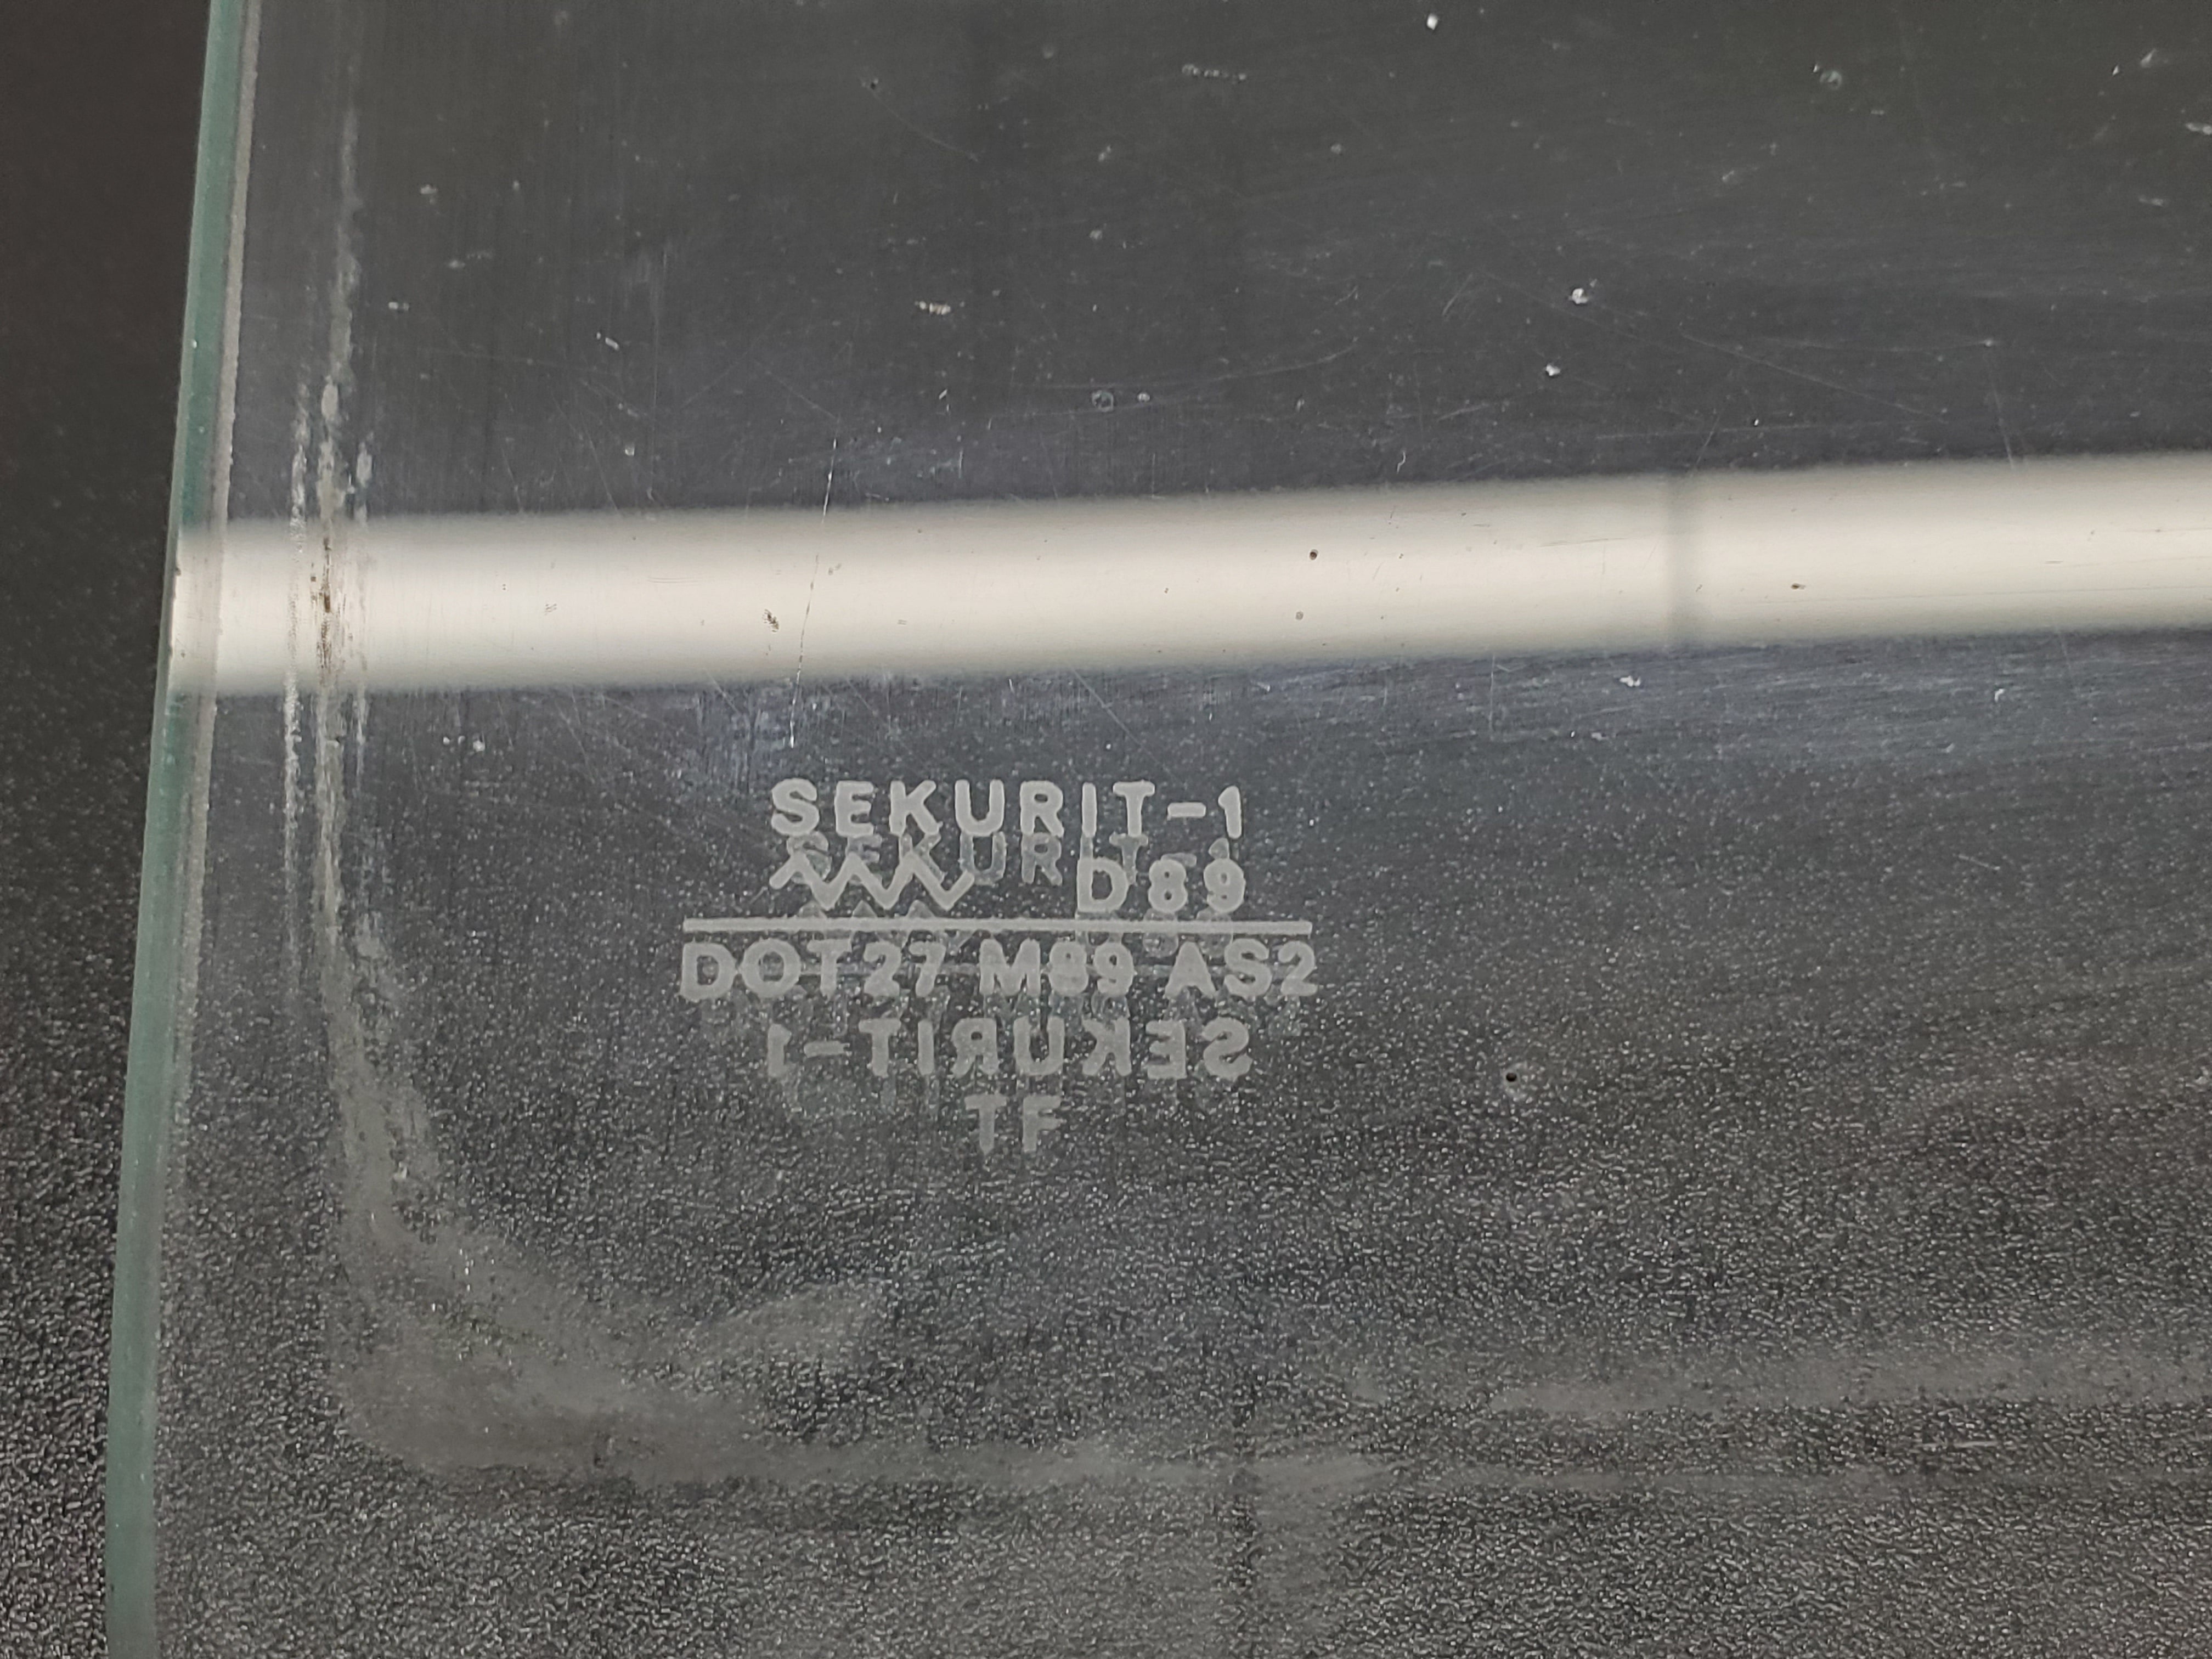 SEKURIT-1
D89
DOT27 M89 AS2
SEKURIT-1
TF